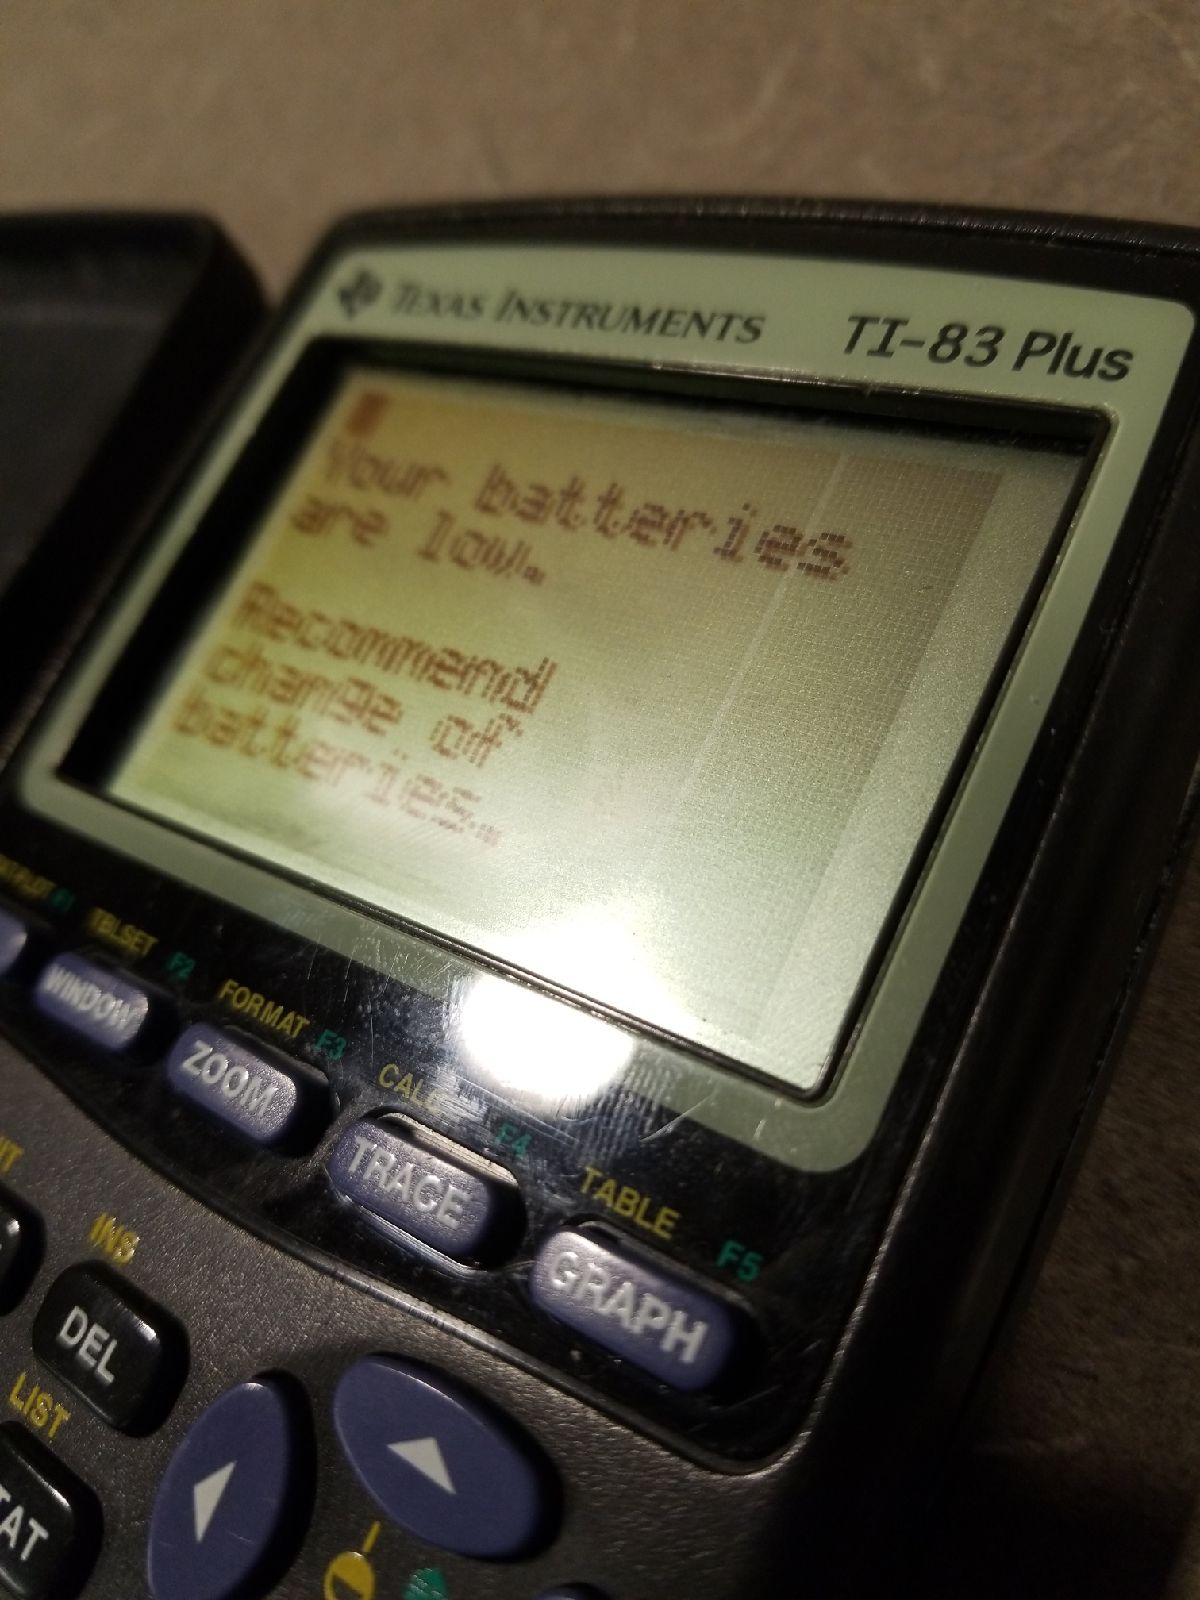 TEXAS INSTRUMENTS TI-83 Plus
Your batteries
are low.
Recommend
change of
batteries.
F1 TBLSET F2 FORMAT F3 CALC F4 TABLE F5
WINDOW ZOOM TRACE GRAPH
INS
DEL
LIST